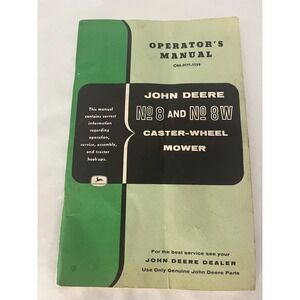 OPERATOR'S
MANUAL
This manual
contains correct
information
regarding
operation,
service, assembly,
and tractor
hookups.
JOHN DEERE
No 8 AND No 8W
CASTER-WHEEL
MOWER
For the best service see your
JOHN DEERE DEALER
Use Only Genuine John Deere Parts